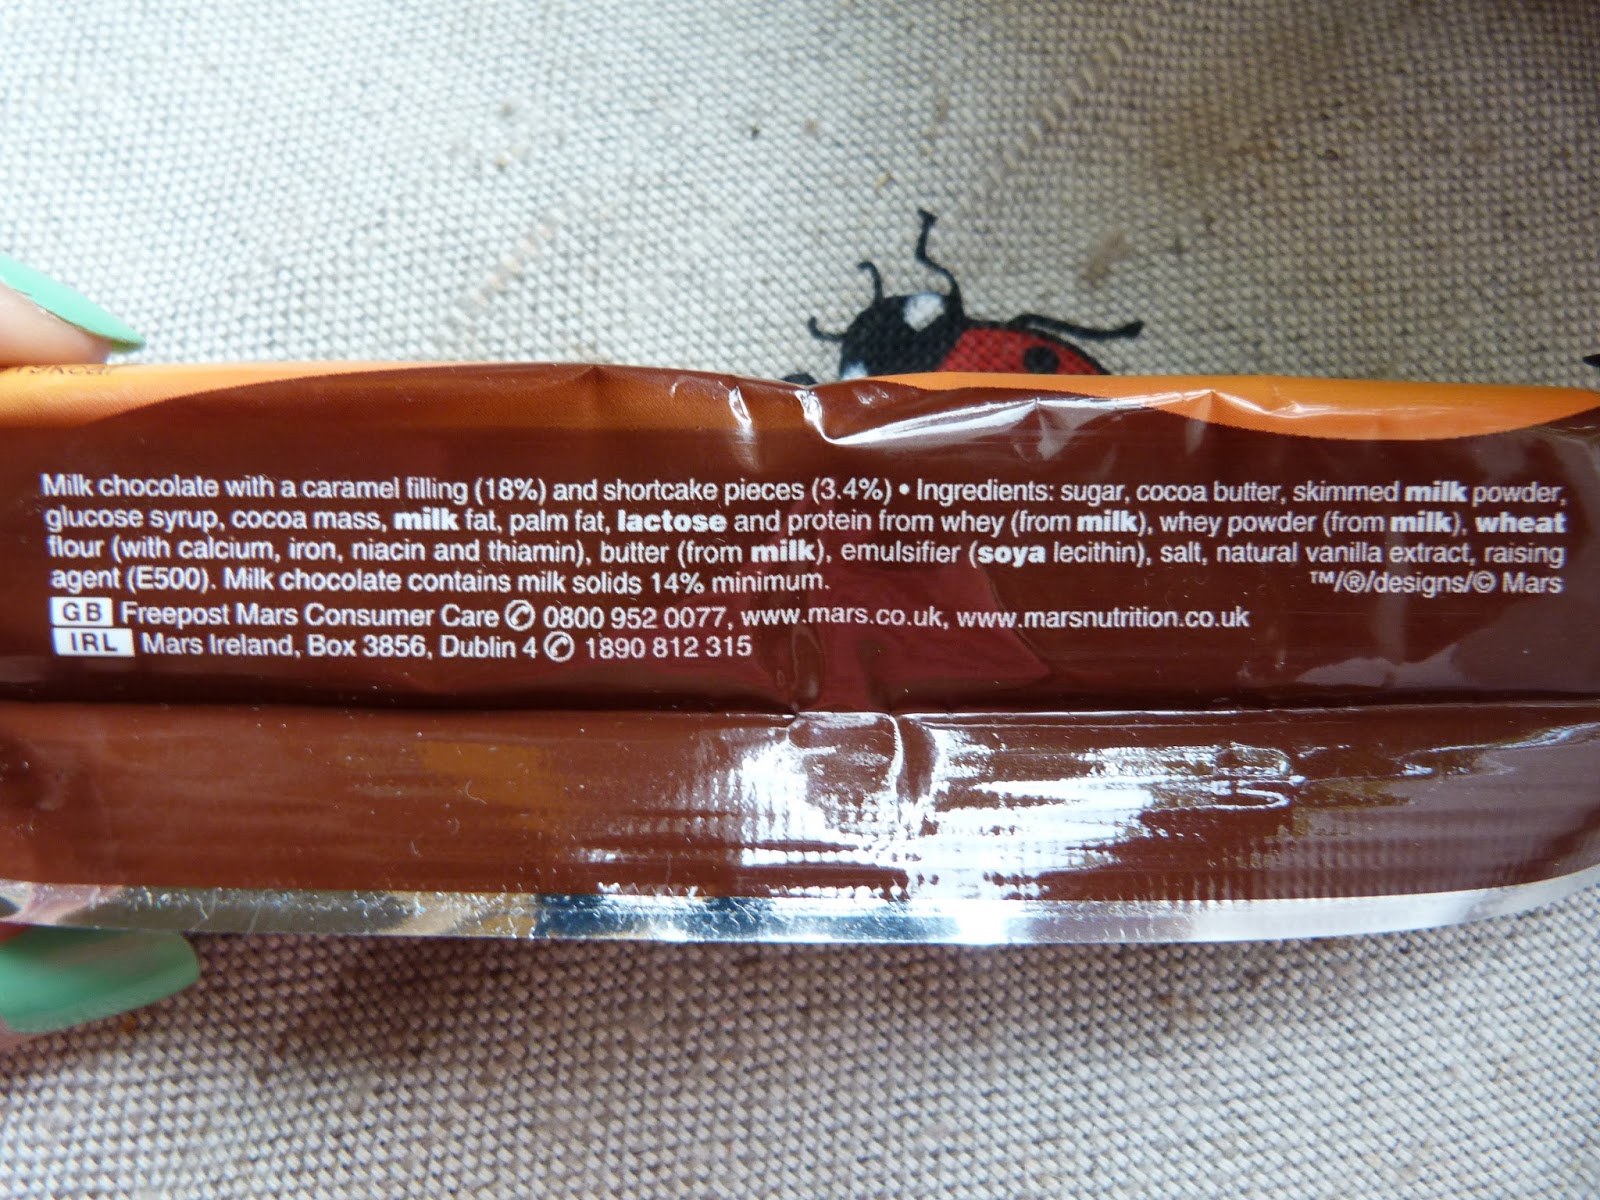 Milk chocolate with a caramel filling (18%) and shortcake pieces (3.4%) • Ingredients: sugar, cocoa butter, skimmed milk powder,
glucose syrup, cocoa mass, milk fat, palm fat, lactose and protein from whey (from milk), whey powder (from milk), wheat
flour (with calcium, iron, niacin and thiamin), butter (from milk), emulsifier (soya lecithin), salt, natural vanilla extract, raising
agent (E500). Milk chocolate contains milk solids 14% minimum. ™/®/designs/© Mars
GB Freepost Mars Consumer Care ✆ 0800 952 0077, www.mars.co.uk, www.marsnutrition.co.uk
IRL Mars Ireland, Box 3856, Dublin 4 ✆ 1890 812 315